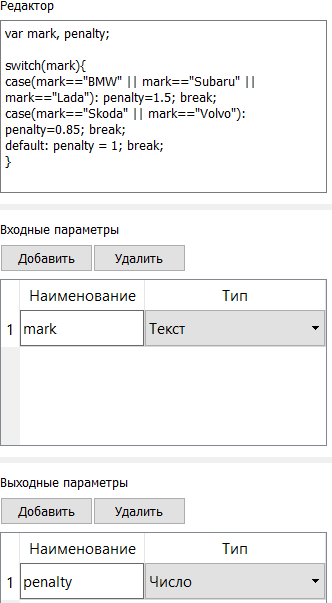 Редактор
var mark, penalty;
switch(mark){
case(mark=="BMW" || mark=="Subaru" ||
mark=="Lada"): penalty=1.5; break;
case(mark=="Skoda" || mark=="Volvo"):
penalty=0.85; break;
default: penalty = 1; break;
}
Входные параметры
Добавить Удалить
Наименование Тип
1 mark Текст
Выходные параметры
Добавить Удалить
Наименование Тип
1 penalty Число